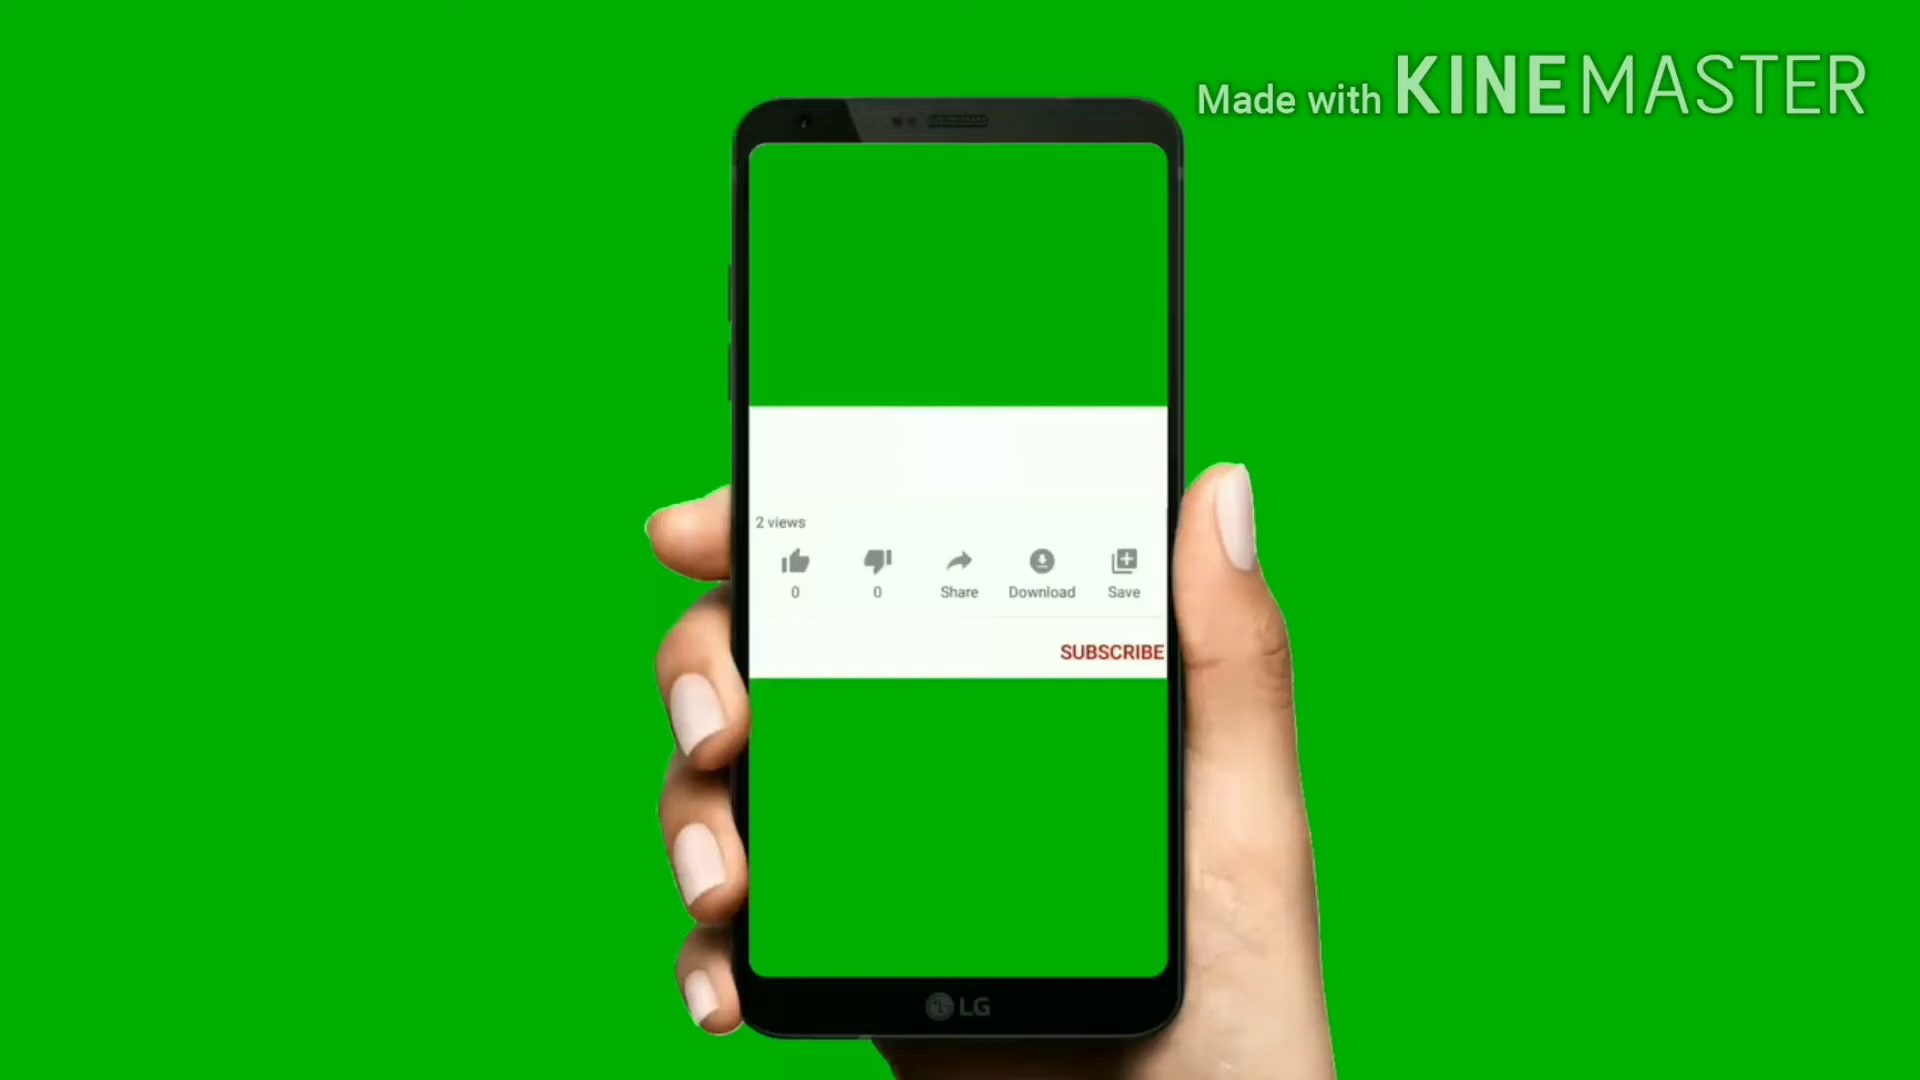 Made with KINEMASTER
2 views
0 0 Share Download Save
SUBSCRIBE
LG